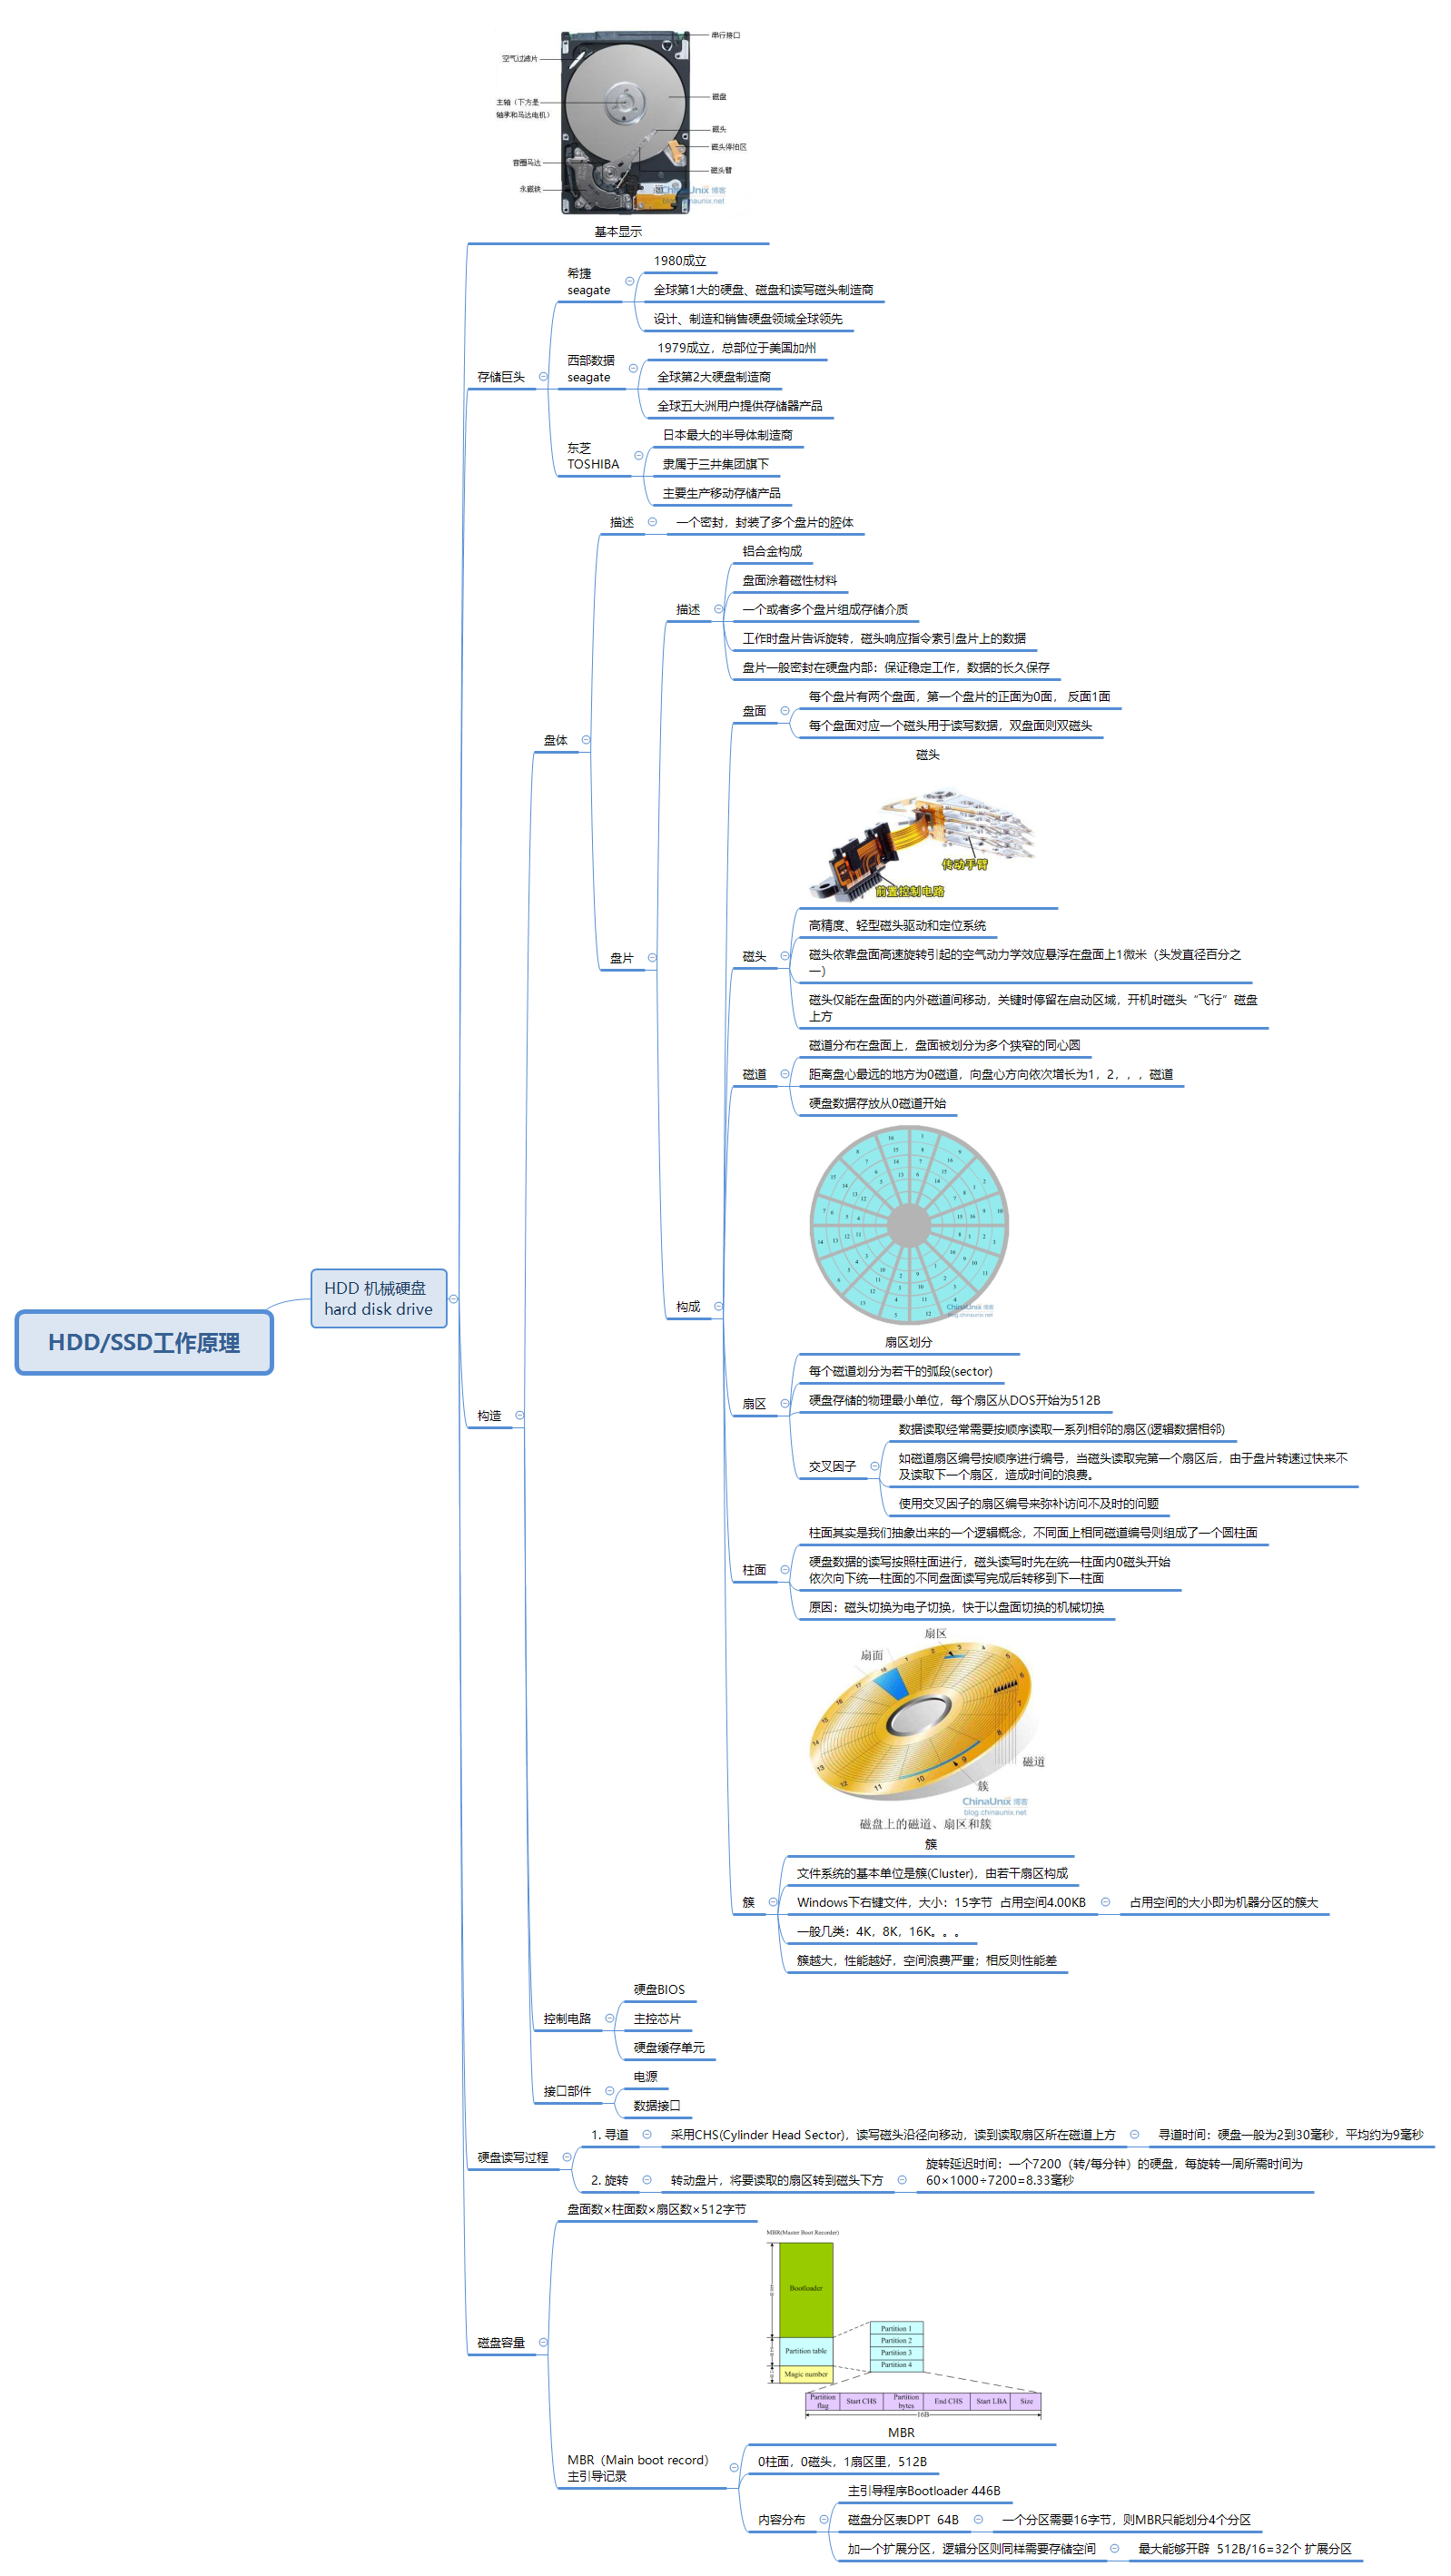 串行接口
空气过滤片
磁盘
主轴（下方是
轴承和马达电机）
磁头
磁头停泊区
音圈马达
磁头臂
永磁铁
ChinaUnix 博客
基本显示
希捷
seagate
1980成立
全球第1大的硬盘、磁盘和读写磁头制造商
设计、制造和销售硬盘领域全球领先
存储巨头
西部数据
seagate
1979成立，总部位于美国加州
全球第2大硬盘制造商
全球五大洲用户提供存储器产品
东芝
TOSHIBA
日本最大的半导体制造商
隶属于三井集团旗下
主要生产移动存储产品
描述
一个密封，封装了多个盘片的腔体
描述
铝合金构成
盘面涂着磁性材料
一个或者多个盘片组成存储介质
工作时盘片告诉旋转，磁头响应指令索引盘片上的数据
盘片一般密封在硬盘内部：保证稳定工作，数据的长久保存
盘体
盘面
每个盘片有两个盘面，第一个盘片的正面为0面， 反面1面
每个盘面对应一个磁头用于读写数据，双盘面则双磁头
磁头
传动手臂
前置控制电路
盘片
磁头
高精度、轻型磁头驱动和定位系统
磁头依靠盘面高速旋转引起的空气动力学效应悬浮在盘面上1微米（头发直径百分之
一）
磁头仅能在盘面的内外磁道间移动，关键时停留在启动区域，开机时磁头“飞行”磁盘
上方
磁道
磁道分布在盘面上，盘面被划分为多个狭窄的同心圆
距离盘心最远的地方为0磁道，向盘心方向依次增长为1，2，，，磁道
硬盘数据存放从0磁道开始
ChinaUnix 博客
blog.chinaunix.net
HDD 机械硬盘
hard disk drive
HDD/SSD工作原理
构成
扇区划分
构造
扇区
每个磁道划分为若干的弧段(sector)
硬盘存储的物理最小单位，每个扇区从DOS开始为512B
交叉因子
数据读取经常需要按顺序读取一系列相邻的扇区(逻辑数据相邻)
如磁道扇区编号按顺序进行编号，当磁头读取完第一个扇区后，由于盘片转速过快来不
及读取下一个扇区，造成时间的浪费。
使用交叉因子的扇区编号来弥补访问不及时的问题
柱面
柱面其实是我们抽象出来的一个逻辑概念，不同面上相同磁道编号则组成了一个圆柱面
硬盘数据的读写按照柱面进行，磁头读写时先在统一柱面内0磁头开始
依次向下统一柱面的不同盘面读写完成后转移到下一柱面
原因：磁头切换为电子切换，快于以盘面切换的机械切换
扇区
扇面
磁道
簇
ChinaUnix 博客
blog.chinaunix.net
磁盘上的磁道、扇区和簇
簇
簇
文件系统的基本单位是簇(Cluster)，由若干扇区构成
Windows下右键文件，大小：15字节 占用空间4.00KB
占用空间的大小即为机器分区的簇大
一般几类：4K，8K，16K。。。
簇越大，性能越好，空间浪费严重；相反则性能差
控制电路
硬盘BIOS
主控芯片
硬盘缓存单元
接口部件
电源
数据接口
硬盘读写过程
1. 寻道
采用CHS(Cylinder Head Sector)，读写磁头沿径向移动，读到读取扇区所在磁道上方
寻道时间：硬盘一般为2到30毫秒，平均约为9毫秒
2. 旋转
转动盘片，将要读取的扇区转到磁头下方
旋转延迟时间：一个7200（转/每分钟）的硬盘，每旋转一周所需时间为
60×1000÷7200=8.33毫秒
磁盘容量
盘面数×柱面数×扇区数×512字节
MBR(Master Boot Recorder)
Bootloader
Partition table
Magic number
Partition 1
Partition 2
Partition 3
Partition 4
Partition flag
Start CHS
Partition bytes
End CHS
Start LBA
Size
16B
MBR
MBR（Main boot record）
主引导记录
0柱面，0磁头，1扇区里，512B
内容分布
主引导程序Bootloader 446B
磁盘分区表DPT 64B
一个分区需要16字节，则MBR只能划分4个分区
加一个扩展分区，逻辑分区则同样需要存储空间
最大能够开辟 512B/16=32个 扩展分区